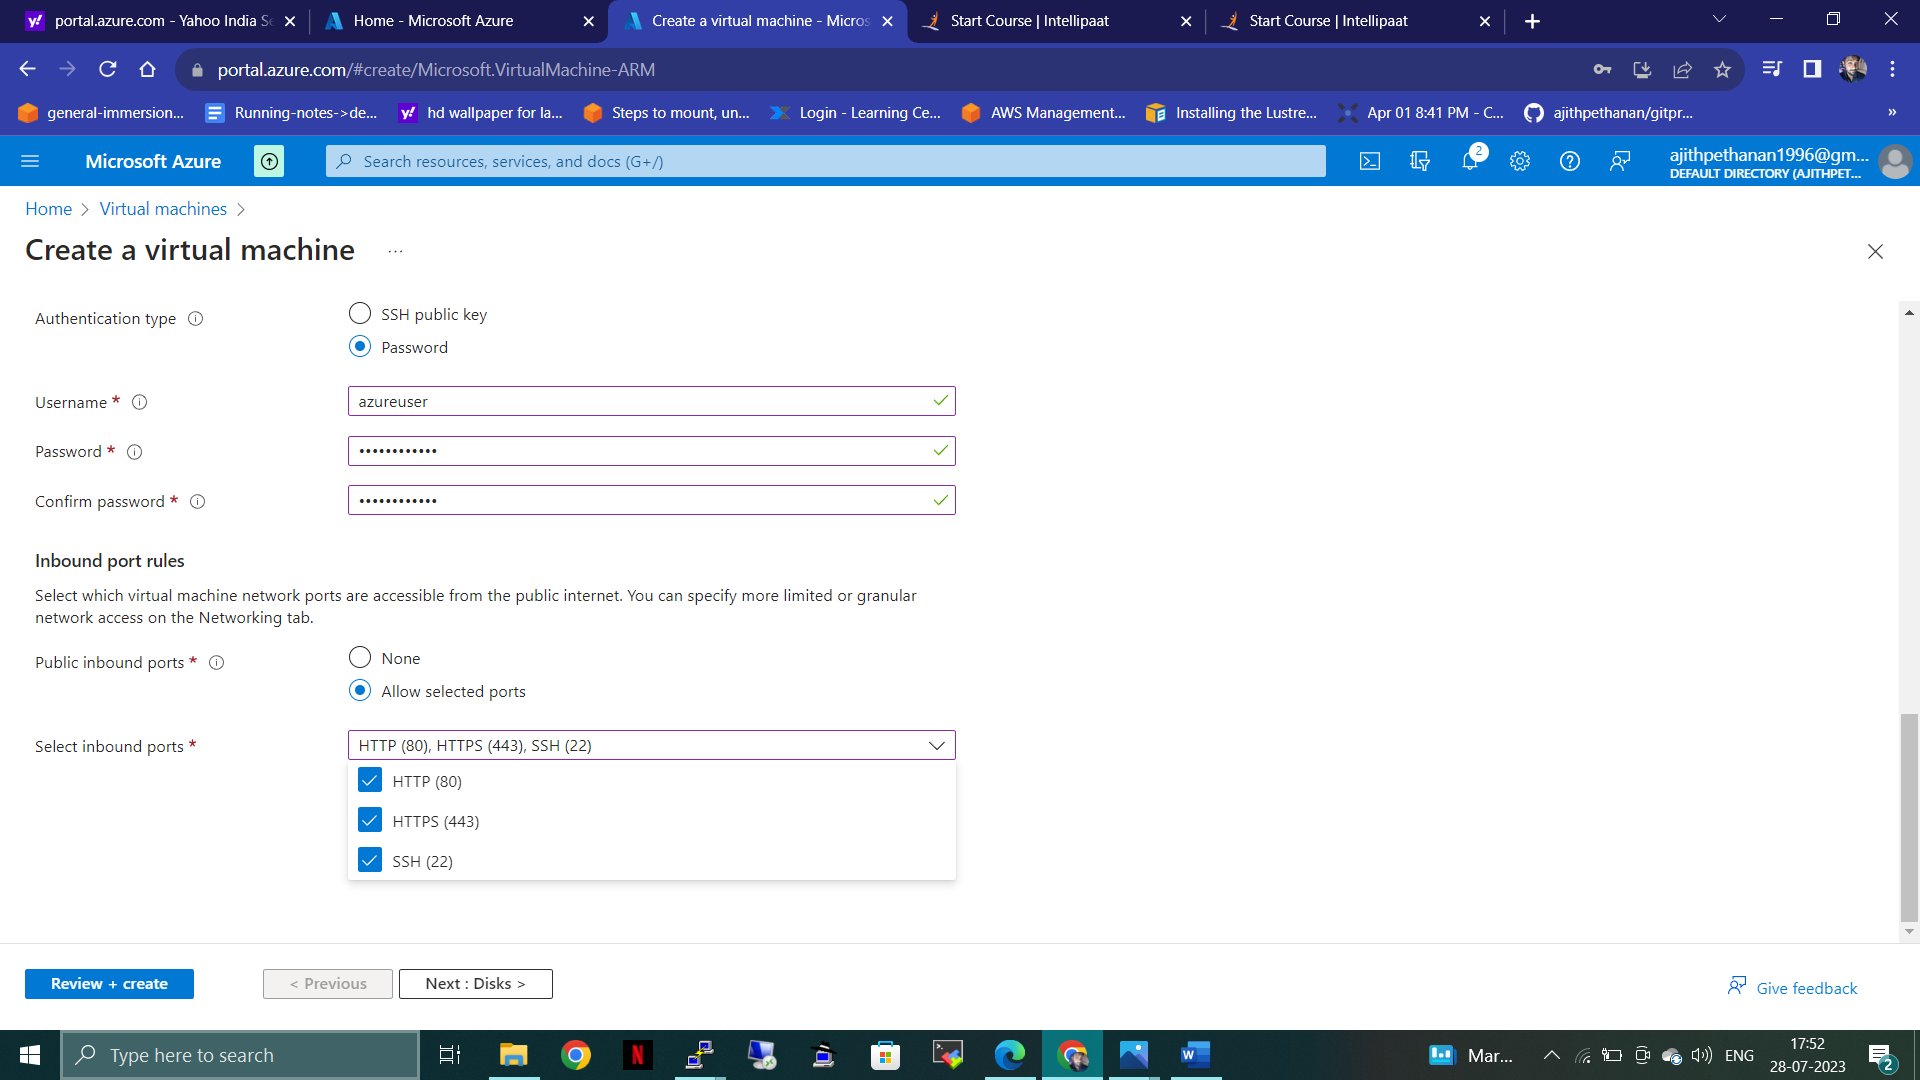 portal.azure.com - Yahoo India Se
Home - Microsoft Azure
Create a virtual machine - Micros
Start Course | Intellipaat
Start Course | Intellipaat
portal.azure.com/#create/Microsoft.VirtualMachine-ARM
general-immersion...
Running-notes->de...
hd wallpaper for la...
Steps to mount, un...
Login - Learning Ce...
AWS Management...
Installing the Lustre...
Apr 01 8:41 PM - C...
ajithpethanan/gitpr...
»
Microsoft Azure
Search resources, services, and docs (G+/)
2
ajithpethanan1996@gm...
DEFAULT DIRECTORY (AJITHPET...
Home > Virtual machines >
Create a virtual machine ...
Authentication type
SSH public key
Password
Username *
azureuser
Password *
••••••••••••
Confirm password *
••••••••••••
Inbound port rules
Select which virtual machine network ports are accessible from the public internet. You can specify more limited or granular
network access on the Networking tab.
Public inbound ports *
None
Allow selected ports
Select inbound ports *
HTTP (80), HTTPS (443), SSH (22)
HTTP (80)
HTTPS (443)
SSH (22)
Review + create
< Previous
Next : Disks >
Give feedback
Type here to search
Mar...
ENG
17:52
28-07-2023
2